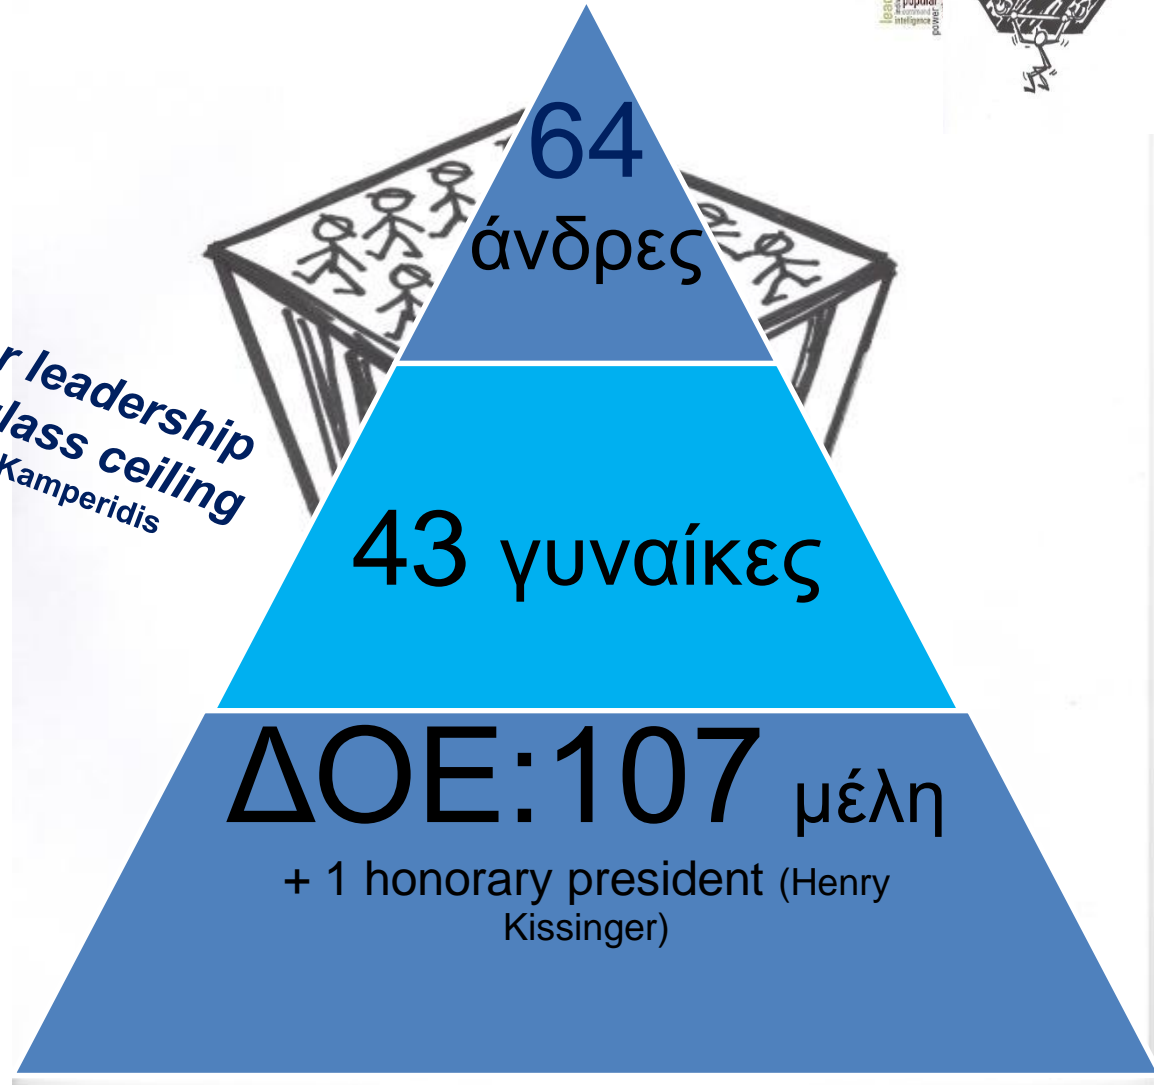 popular
command
intelligence
power
64
άνδρες
r leadership
lass ceiling
Kamperidis
43 γυναίκες
ΔΟΕ:107 μέλη
+ 1 honorary president (Henry
Kissinger)